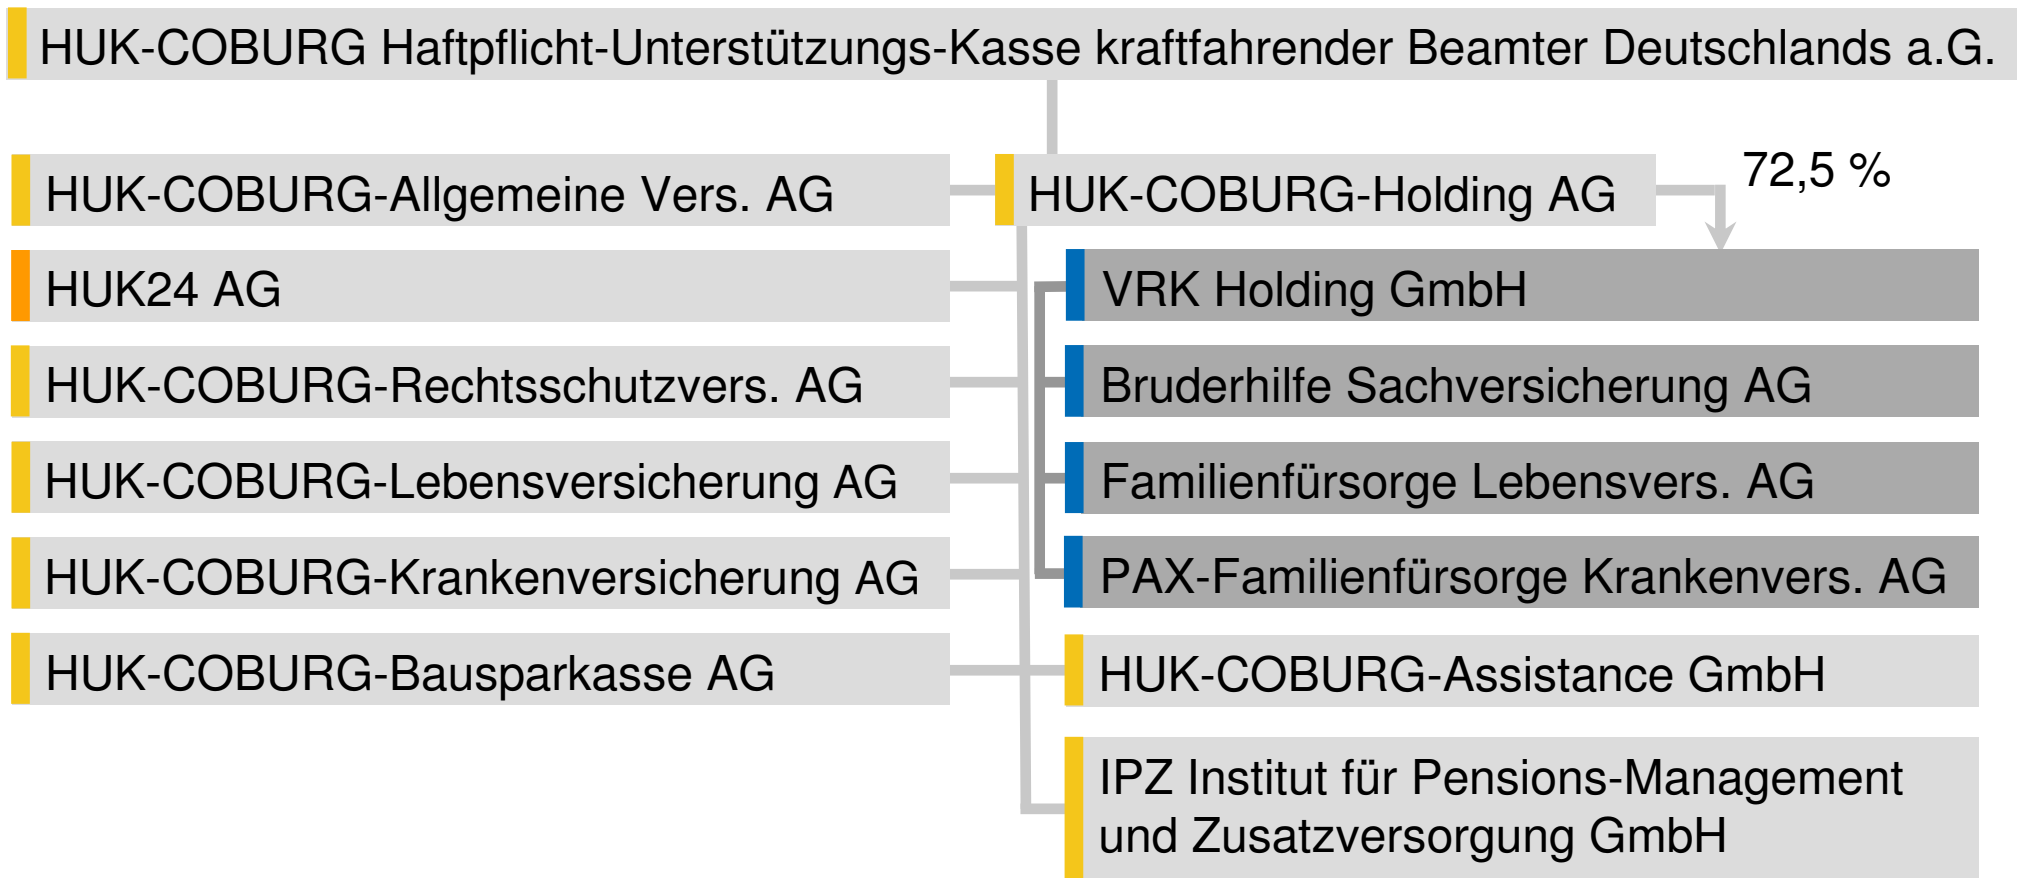 HUK-COBURG Haftpflicht-Unterstützungs-Kasse kraftfahrender Beamter Deutschlands a.G.
HUK-COBURG-Allgemeine Vers. AG
HUK-COBURG-Holding AG
72,5 %
HUK24 AG
VRK Holding GmbH
HUK-COBURG-Rechtsschutzvers. AG
Bruderhilfe Sachversicherung AG
HUK-COBURG-Lebensversicherung AG
Familienfürsorge Lebensvers. AG
HUK-COBURG-Krankenversicherung AG
PAX-Familienfürsorge Krankenvers. AG
HUK-COBURG-Bausparkasse AG
HUK-COBURG-Assistance GmbH
IPZ Institut für Pensions-Management
und Zusatzversorgung GmbH